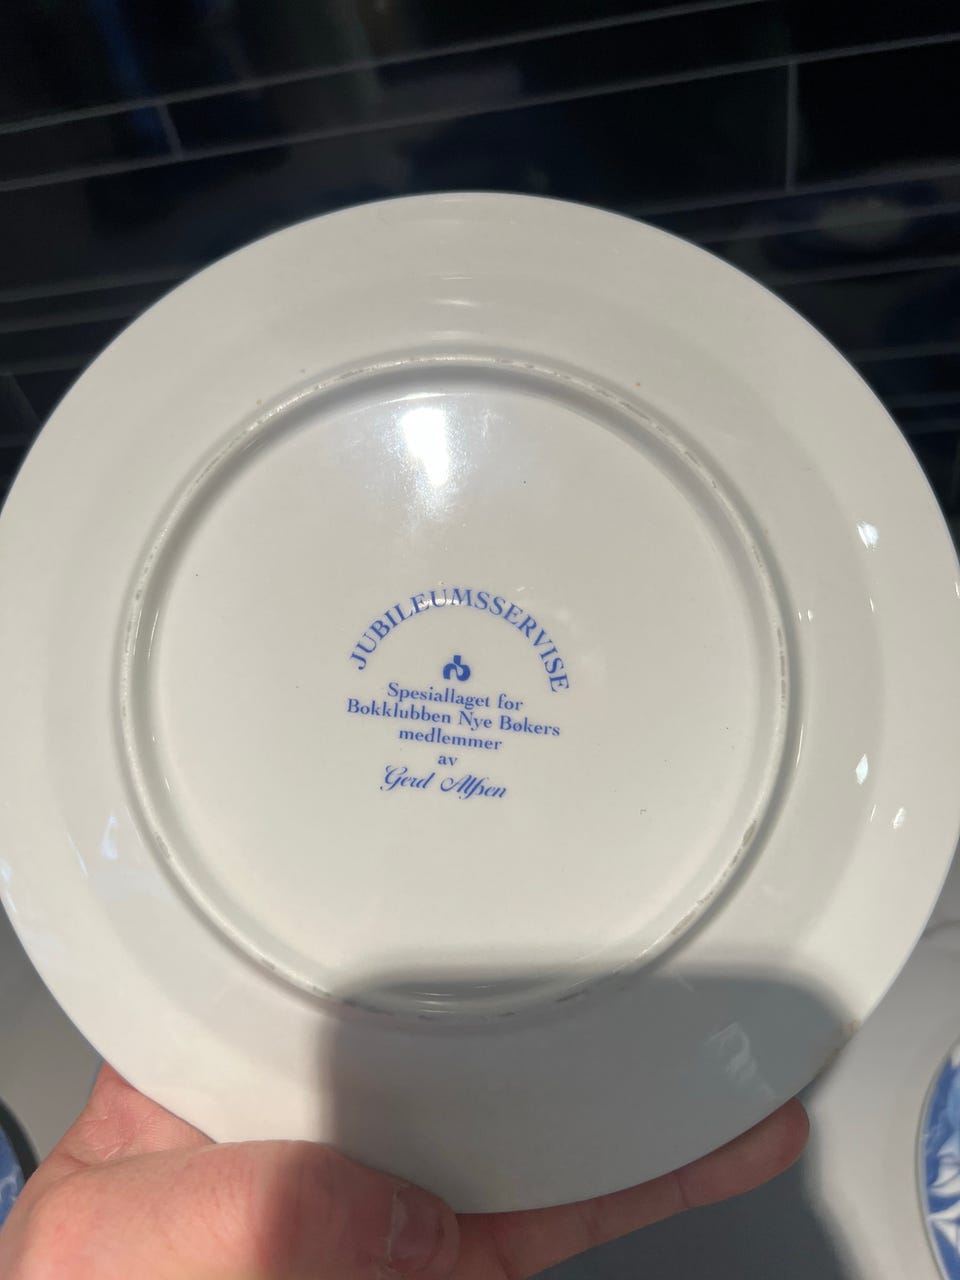 JUBILEUMSSERVISE
Spesiallaget for
Bokklubben Nye Bøkers
medlemmer
av
Gerd Alfsen